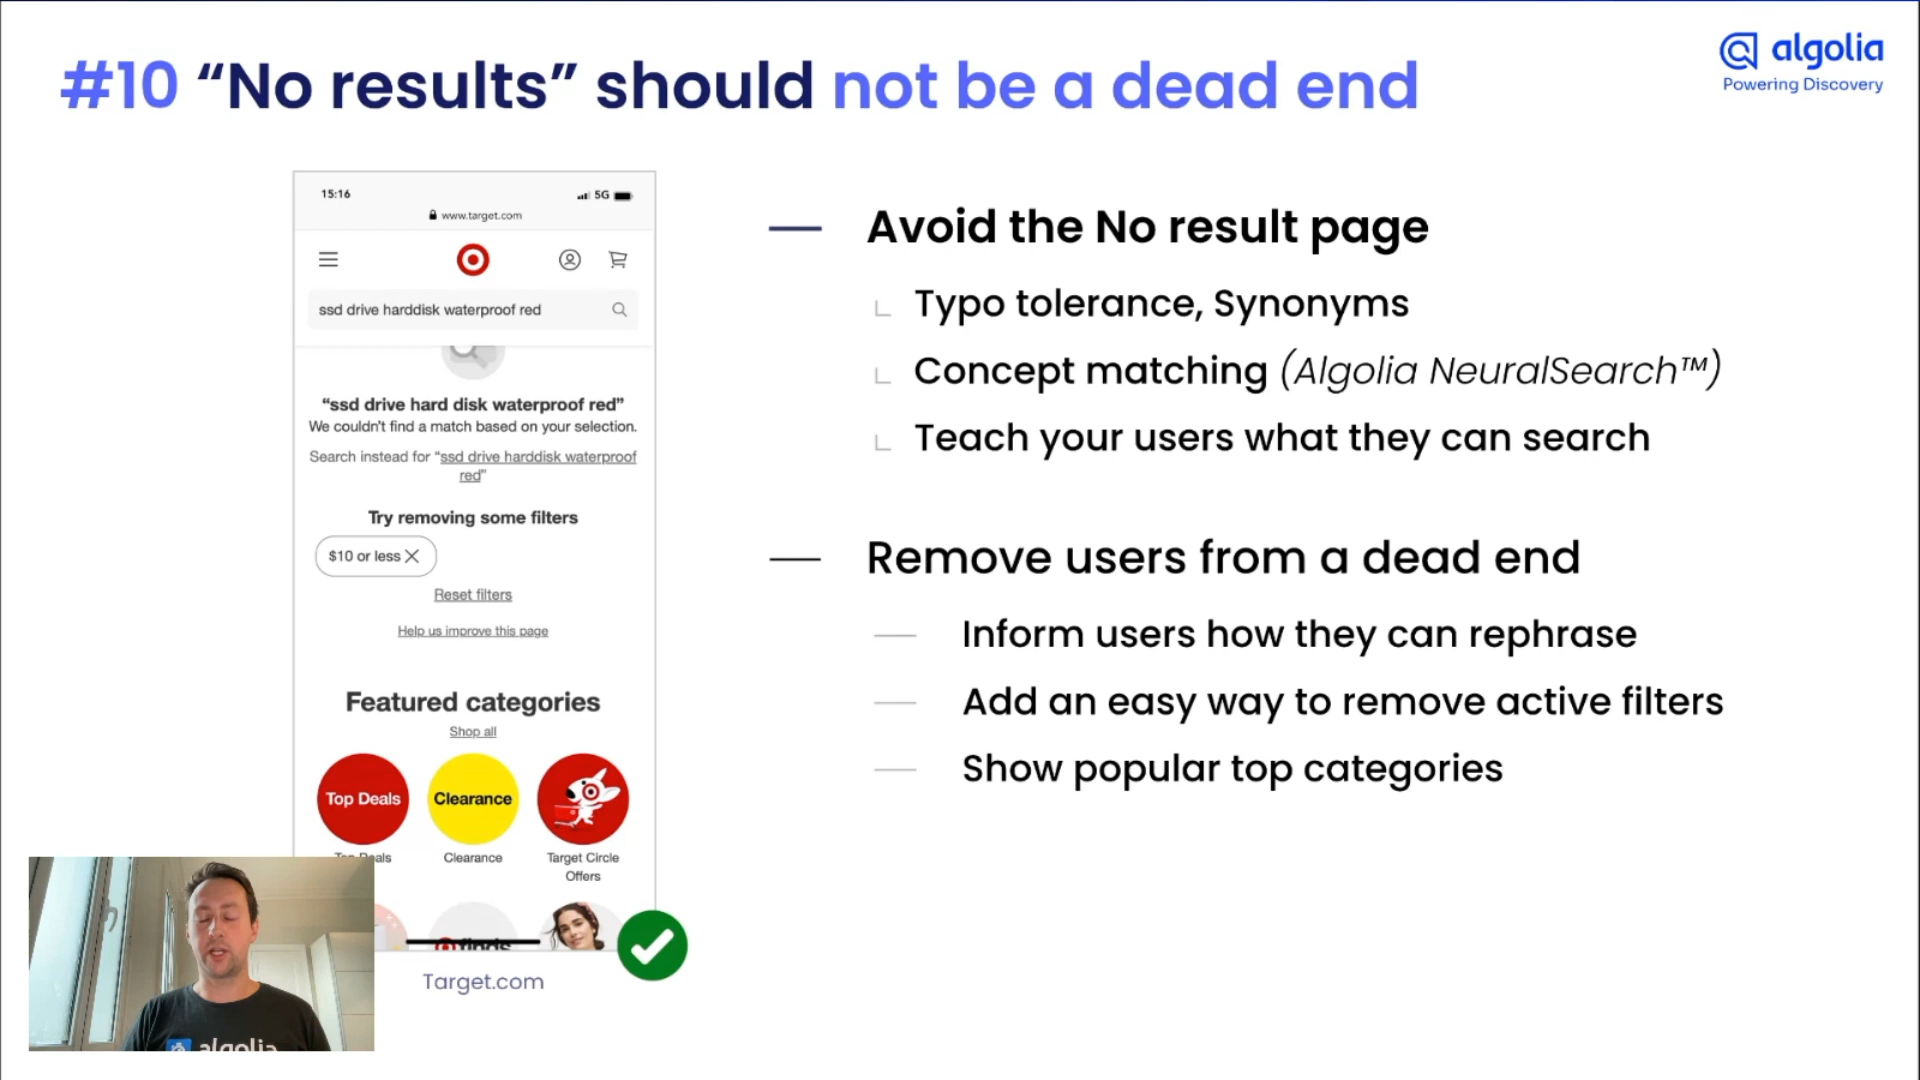 #10 “No results” should not be a dead end
algolia
Powering Discovery
15:16
5G
www.target.com
ssd drive harddisk waterproof red
“ssd drive hard disk waterproof red”
We couldn't find a match based on your selection.
Search instead for “ssd drive harddisk waterproof
red”
Try removing some filters
$10 or less
Reset filters
Help us improve this page
Featured categories
Shop all
Top Deals
Clearance
Top Deals
Clearance
Target Circle
Offers
finds
Target.com
Avoid the No result page
Typo tolerance, Synonyms
Concept matching (Algolia NeuralSearch™)
Teach your users what they can search
Remove users from a dead end
Inform users how they can rephrase
Add an easy way to remove active filters
Show popular top categories
algolia